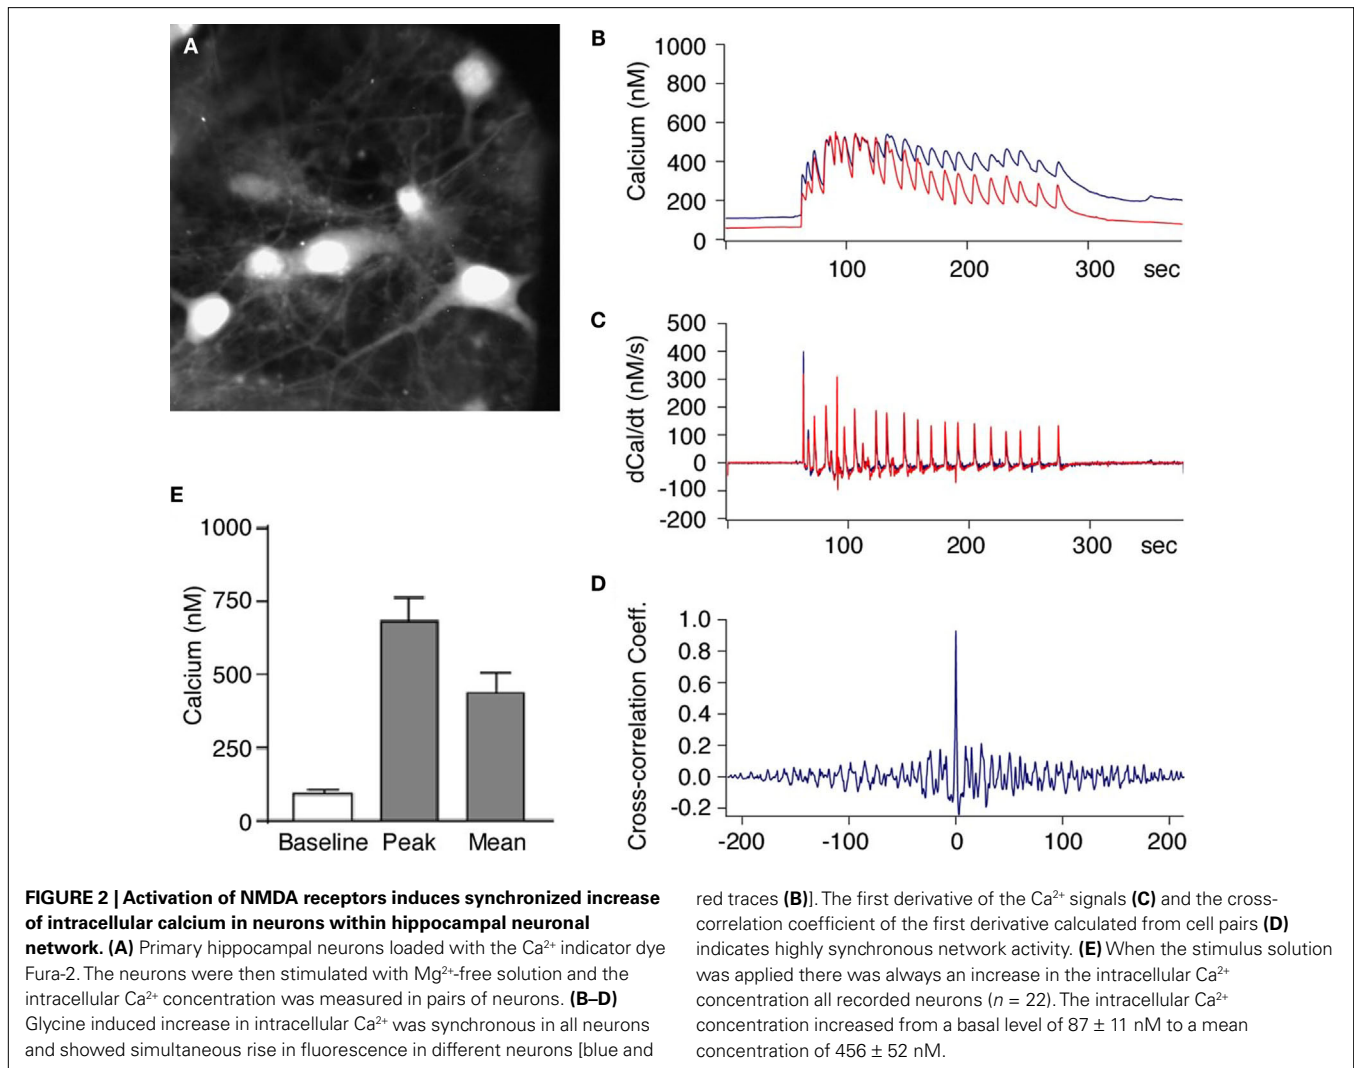 A
B
1000
800
600
400
200
0
Calcium (nM)
100 200 300 sec
C
500
400
300
200
100
0
-100
-200
dCal/dt (nM/s)
100 200 300 sec
D
1.0
0.8
0.6
0.4
0.2
0.0
-0.2
Cross-correlation Coeff.
-200 -100 0 100 200
E
1000
750
500
250
0
Calcium (nM)
Baseline Peak Mean
FIGURE 2 | Activation of NMDA receptors induces synchronized increase
of intracellular calcium in neurons within hippocampal neuronal
network. (A) Primary hippocampal neurons loaded with the Ca²⁺ indicator dye
Fura-2. The neurons were then stimulated with Mg²⁺-free solution and the
intracellular Ca²⁺ concentration was measured in pairs of neurons. (B–D)
Glycine induced increase in intracellular Ca²⁺ was synchronous in all neurons
and showed simultaneous rise in fluorescence in different neurons [blue and
red traces (B)]. The first derivative of the Ca²⁺ signals (C) and the cross-
correlation coefficient of the first derivative calculated from cell pairs (D)
indicates highly synchronous network activity. (E) When the stimulus solution
was applied there was always an increase in the intracellular Ca²⁺
concentration all recorded neurons (n = 22). The intracellular Ca²⁺
concentration increased from a basal level of 87 ± 11 nM to a mean
concentration of 456 ± 52 nM.